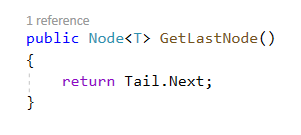 1 reference
public Node<T> GetLastNode()
{
return Tail.Next;
}